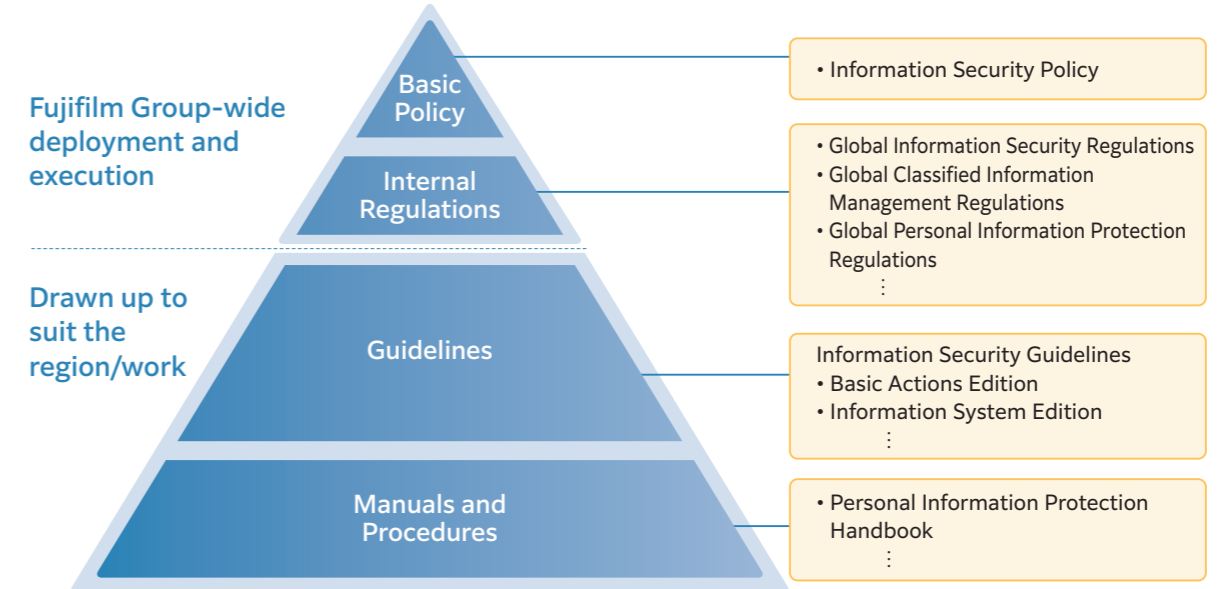 Fujifilm Group-wide
deployment and
execution
Drawn up to
suit the
region/work
Basic
Policy
Internal
Regulations
Guidelines
Manuals and
Procedures
• Information Security Policy
• Global Information Security Regulations
• Global Classified Information
Management Regulations
• Global Personal Information Protection
Regulations
⋮
Information Security Guidelines
• Basic Actions Edition
• Information System Edition
⋮
• Personal Information Protection
Handbook
⋮